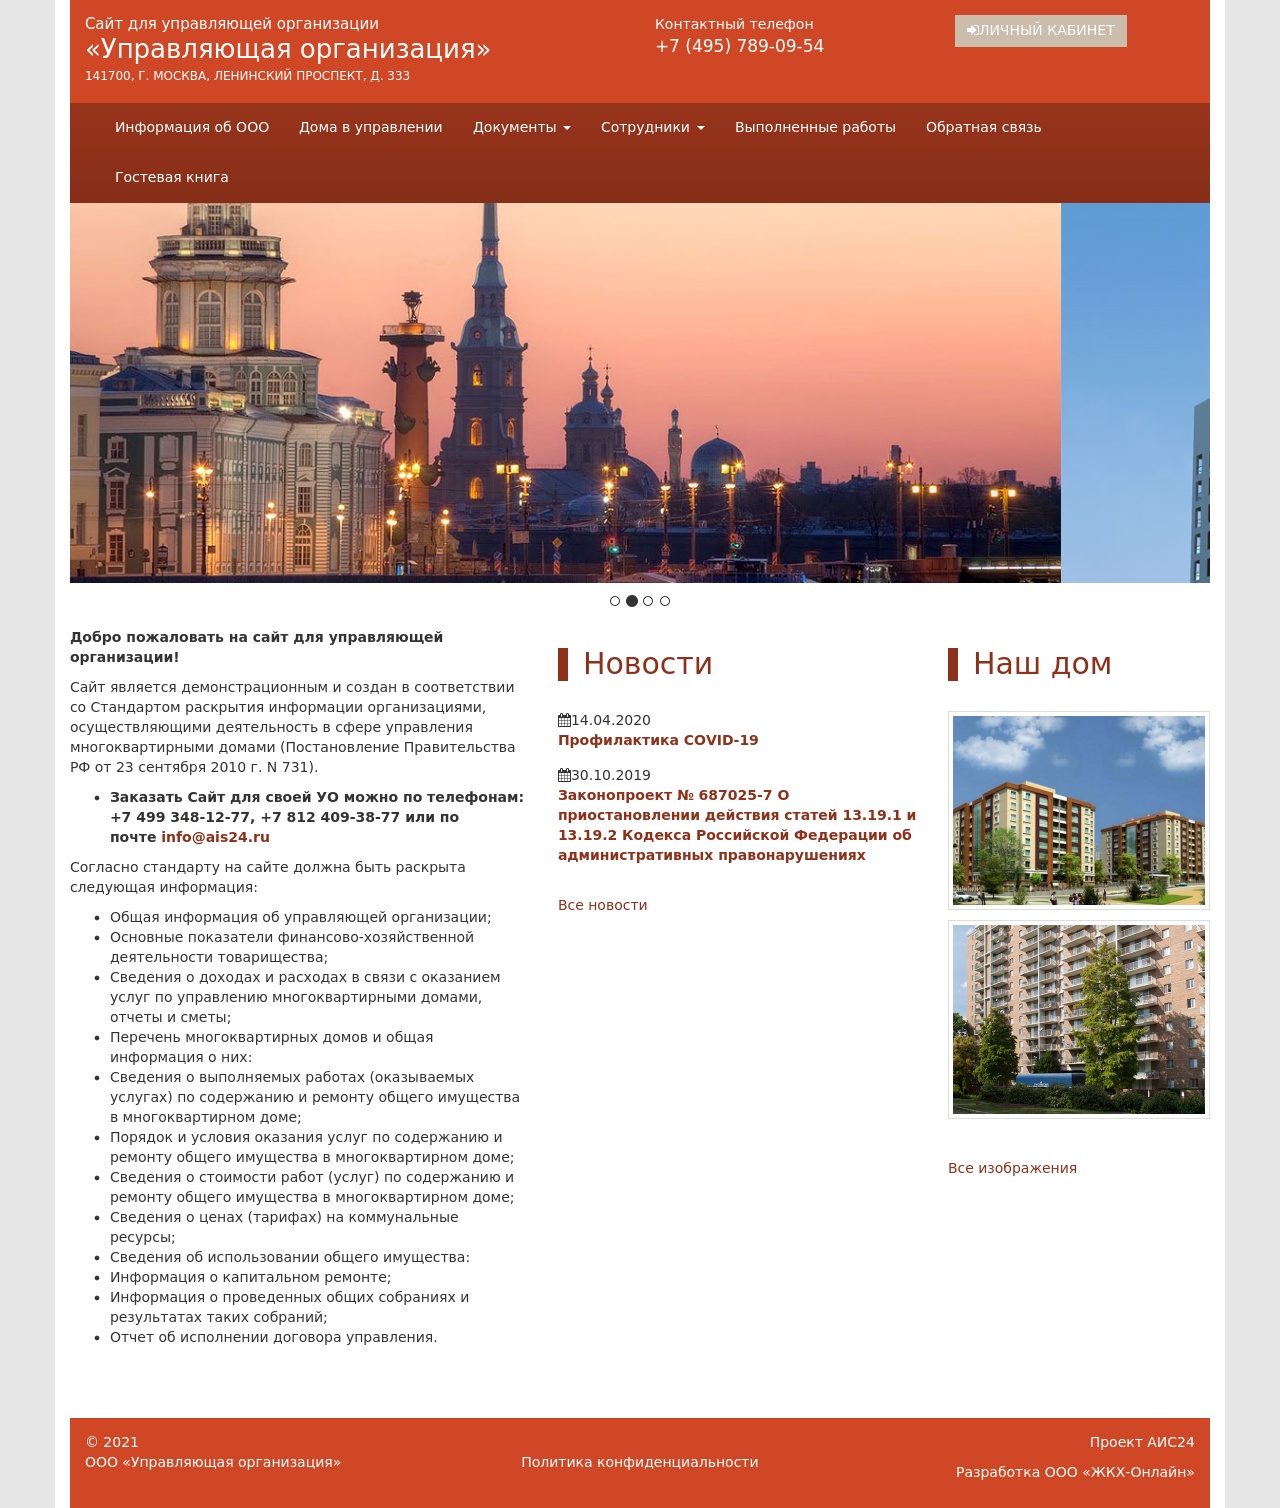 Сайт для управляющей организации
«Управляющая организация»
141700, Г. МОСКВА, ЛЕНИНСКИЙ ПРОСПЕКТ, Д. 333
Контактный телефон
+7 (495) 789-09-54
ЛИЧНЫЙ КАБИНЕТ
Информация об ООО Дома в управлении Документы Сотрудники Выполненные работы Обратная связь
Гостевая книга
Добро пожаловать на сайт для управляющей
организации!
Сайт является демонстрационным и создан в соответствии
со Стандартом раскрытия информации организациями,
осуществляющими деятельность в сфере управления
многоквартирными домами (Постановление Правительства
РФ от 23 сентября 2010 г. N 731).
• Заказать Сайт для своей УО можно по телефонам:
+7 499 348-12-77, +7 812 409-38-77 или по
почте info@ais24.ru
Согласно стандарту на сайте должна быть раскрыта
следующая информация:
• Общая информация об управляющей организации;
• Основные показатели финансово-хозяйственной
деятельности товарищества;
• Сведения о доходах и расходах в связи с оказанием
услуг по управлению многоквартирными домами,
отчеты и сметы;
• Перечень многоквартирных домов и общая
информация о них:
• Сведения о выполняемых работах (оказываемых
услугах) по содержанию и ремонту общего имущества
в многоквартирном доме;
• Порядок и условия оказания услуг по содержанию и
ремонту общего имущества в многоквартирном доме;
• Сведения о стоимости работ (услуг) по содержанию и
ремонту общего имущества в многоквартирном доме;
• Сведения о ценах (тарифах) на коммунальные
ресурсы;
• Сведения об использовании общего имущества:
• Информация о капитальном ремонте;
• Информация о проведенных общих собраниях и
результатах таких собраний;
• Отчет об исполнении договора управления.
Новости
14.04.2020
Профилактика COVID-19
30.10.2019
Законопроект № 687025-7 О
приостановлении действия статей 13.19.1 и
13.19.2 Кодекса Российской Федерации об
административных правонарушениях
Все новости
Наш дом
Все изображения
© 2021
ООО «Управляющая организация»
Политика конфиденциальности
Проект АИС24
Разработка ООО «ЖКХ-Онлайн»